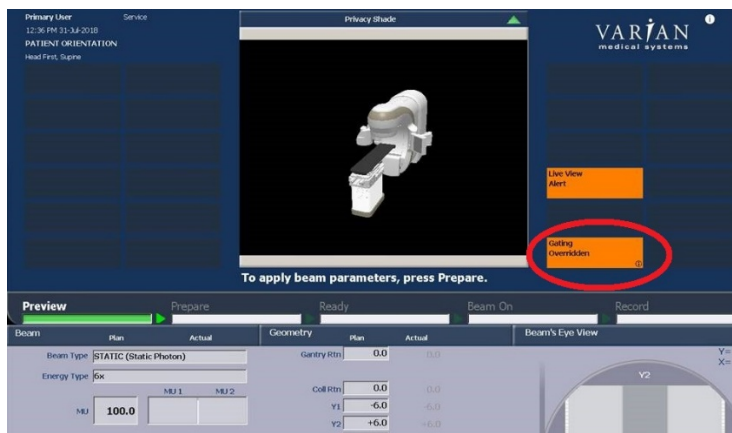 Primary User Service
12:36 PM 31-Jul-2018
PATIENT ORIENTATION
Head First, Supine
Privacy Shade
VARIAN
medical systems
Live View
Alert
Gating
Overridden
To apply beam parameters, press Prepare.
Preview Prepare Ready Beam On Record
Beam Plan Actual
Beam Type STATIC (Static Photon)
Energy Type 6x
MU 1 MU 2
MU 100.0
Geometry Plan Actual
Gantry Rtn 0.0 0.0
Coll Rtn 0.0 0.0
Y1 -6.0 -6.0
Y2 +6.0 +6.0
Beam's Eye View
Y=
X=
Y2